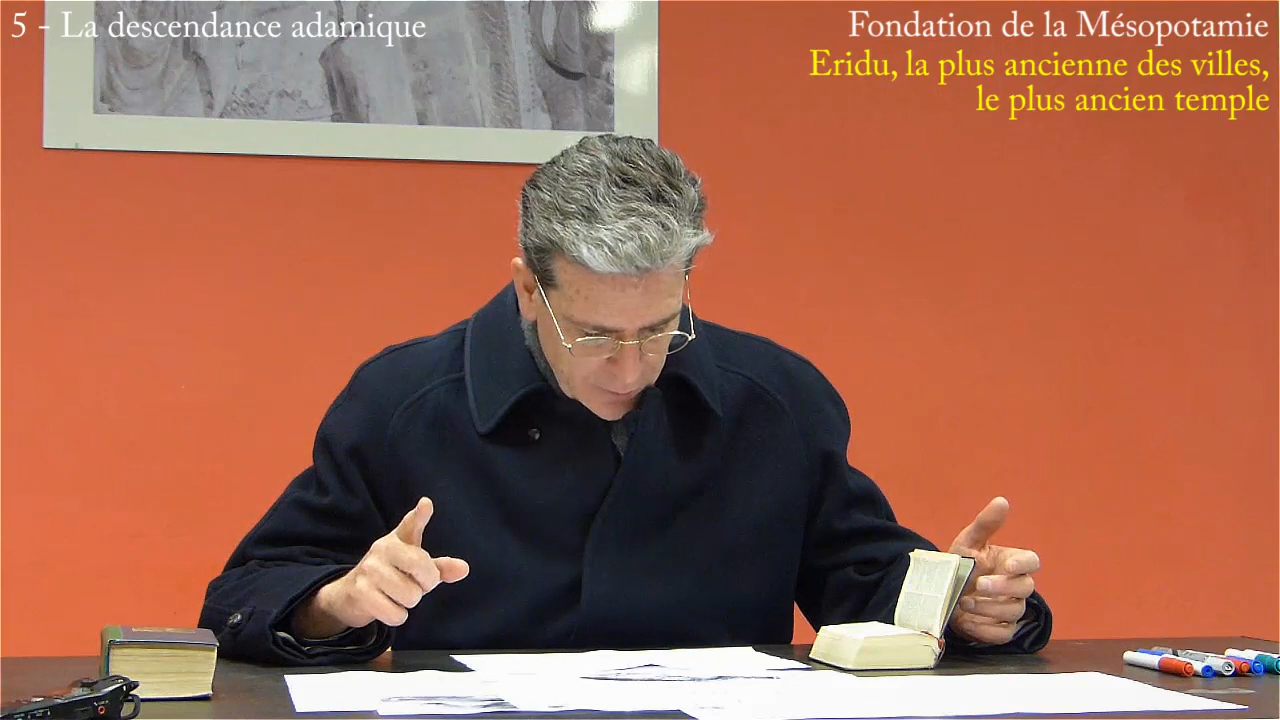 5 - La descendance adamique
Fondation de la Mésopotamie
Eridu, la plus ancienne des villes,
le plus ancien temple